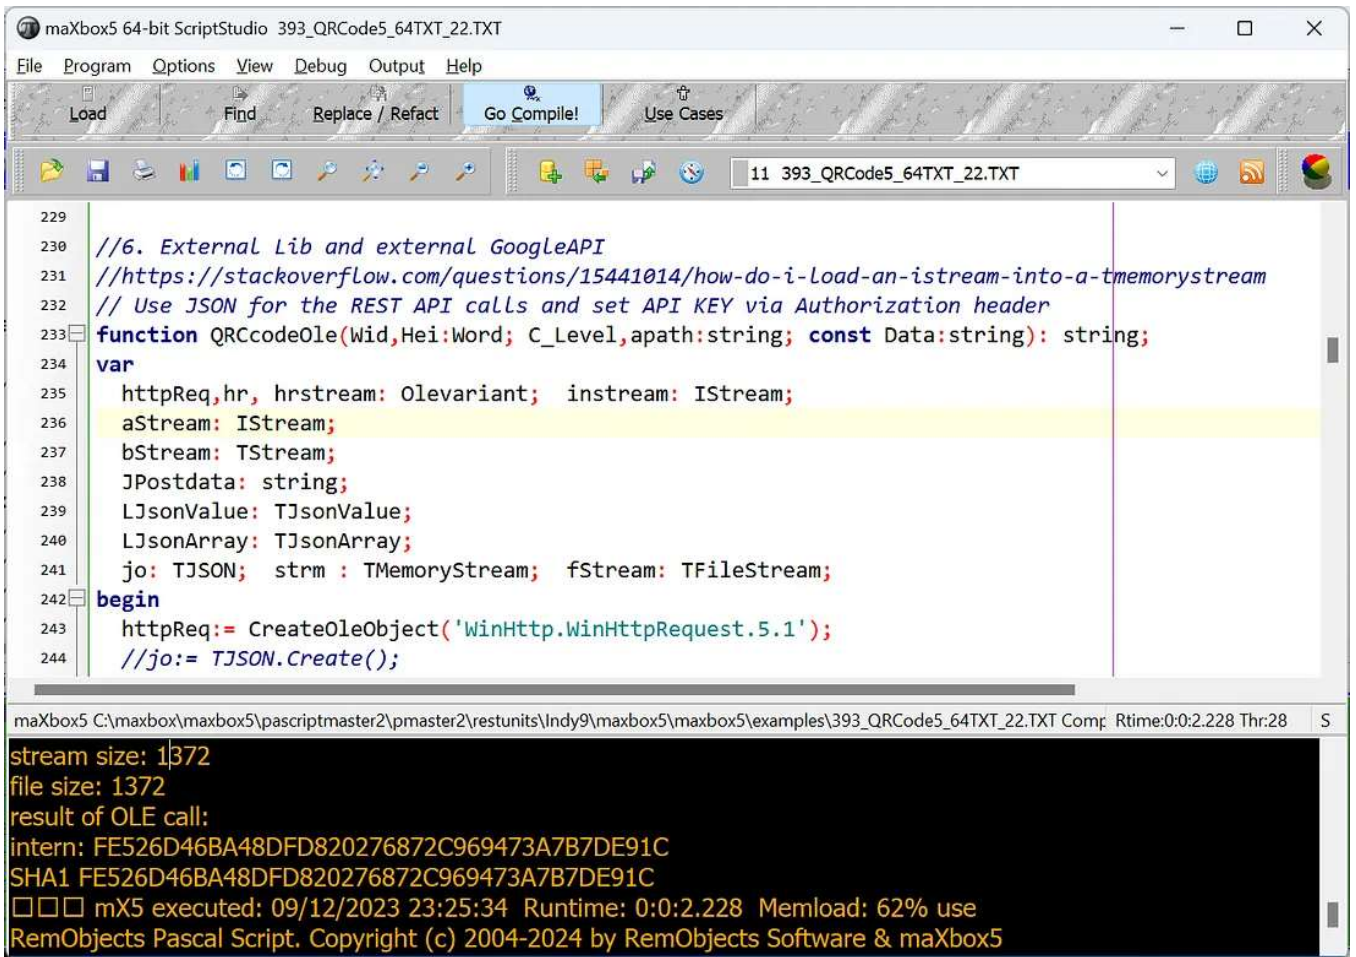 maXbox5 64-bit ScriptStudio 393_QRCode5_64TXT_22.TXT
File Program Options View Debug Output Help
Load Find Replace / Refact Go Compile! Use Cases
11 393_QRCode5_64TXT_22.TXT
229
230 //6. External Lib and external GoogleAPI
231 //https://stackoverflow.com/questions/15441014/how-do-i-load-an-istream-into-a-tmemorystream
232 // Use JSON for the REST API calls and set API KEY via Authorization header
233 function QRCcodeOle(Wid,Hei:Word; C_Level,apath:string; const Data:string): string;
234 var
235 httpReq,hr, hrstream: Olevariant; instream: IStream;
236 aStream: IStream;
237 bStream: TStream;
238 JPostdata: string;
239 LJsonValue: TJsonValue;
240 LJsonArray: TJsonArray;
241 jo: TJSON; strm : TMemoryStream; fStream: TFileStream;
242 begin
243 httpReq:= CreateOleObject('WinHttp.WinHttpRequest.5.1');
244 //jo:= TJSON.Create();
maXbox5 C:\maxbox\maxbox5\pascriptmaster2\pmaster2\restunits\Indy9\maxbox5\maxbox5\examples\393_QRCode5_64TXT_22.TXT Comp Rtime:0:0:2.228 Thr:28 S
stream size: 1372
file size: 1372
result of OLE call:
intern: FE526D46BA48DFD820276872C969473A7B7DE91C
SHA1 FE526D46BA48DFD820276872C969473A7B7DE91C
□□□ mX5 executed: 09/12/2023 23:25:34 Runtime: 0:0:2.228 Memload: 62% use
RemObjects Pascal Script. Copyright (c) 2004-2024 by RemObjects Software & maXbox5